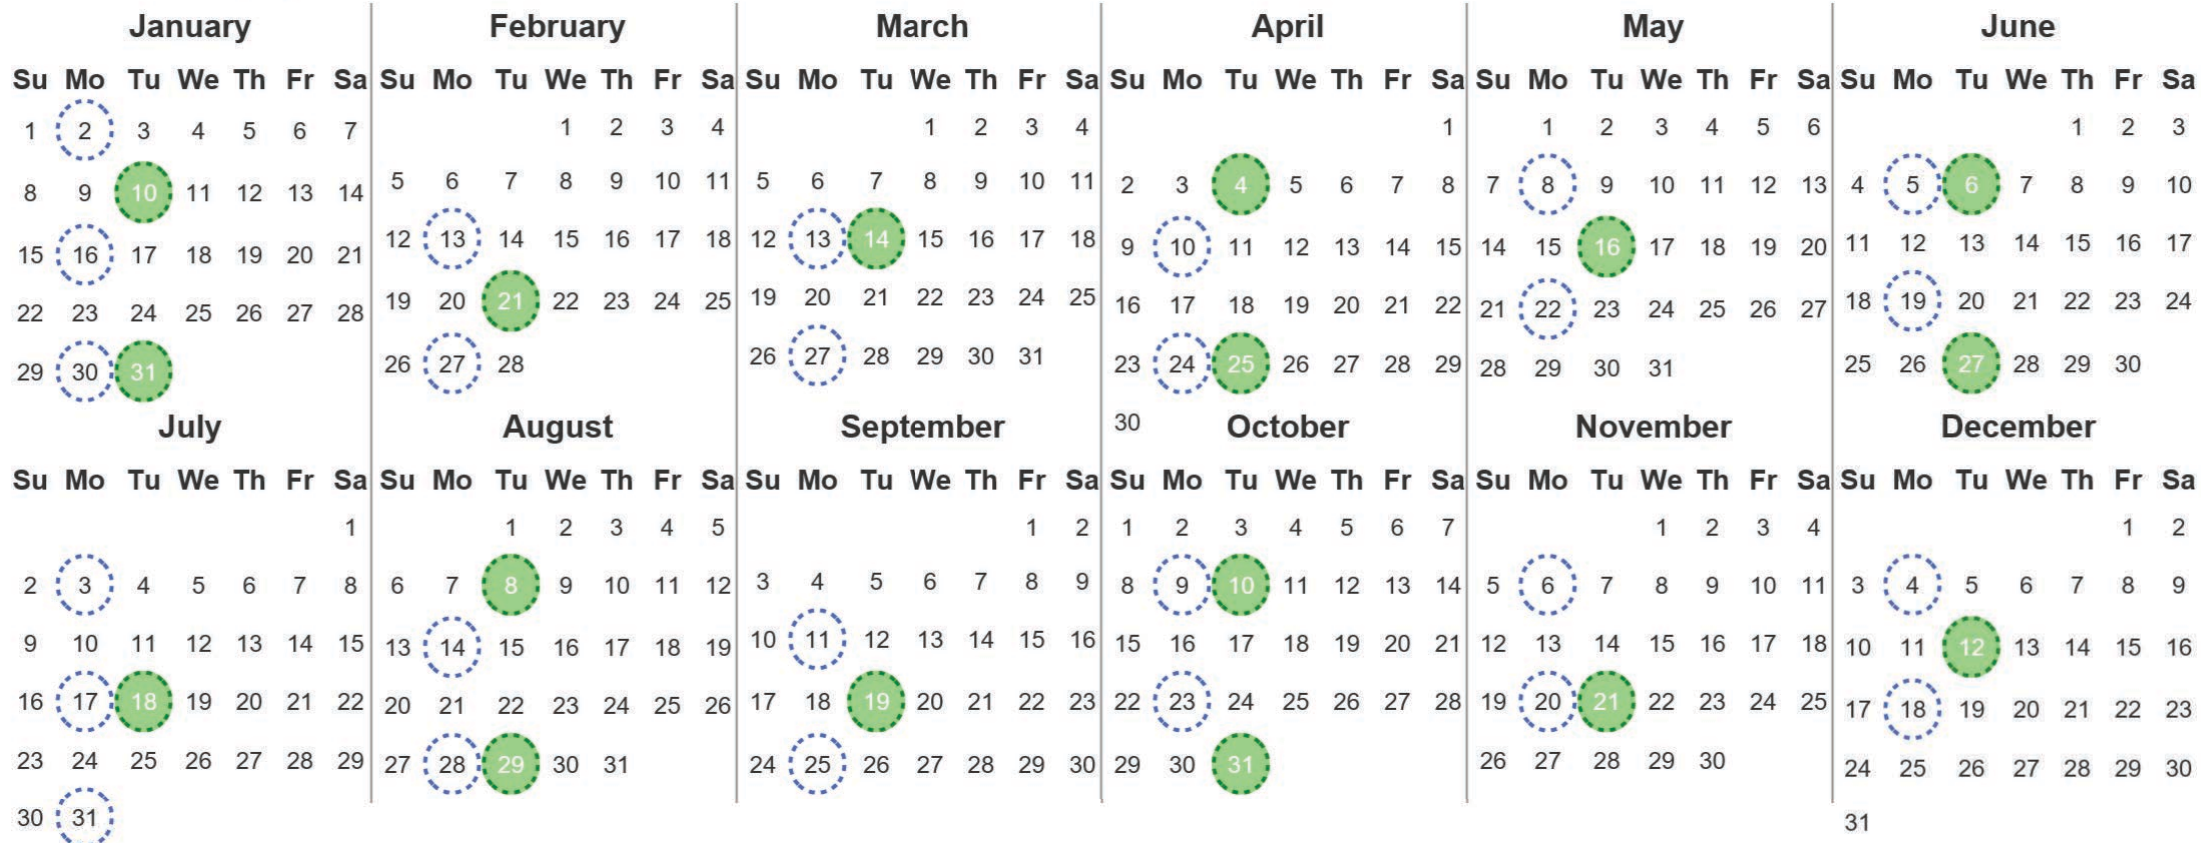 January February March April May June
Su Mo Tu We Th Fr Sa Su Mo Tu We Th Fr Sa Su Mo Tu We Th Fr Sa Su Mo Tu We Th Fr Sa Su Mo Tu We Th Fr Sa Su Mo Tu We Th Fr Sa
1 2 3 4 5 6 7 1 2 3 4 1 2 3 4 1 1 2 3 4 5 6 1 2 3
8 9 10 11 12 13 14 5 6 7 8 9 10 11 5 6 7 8 9 10 11 2 3 4 5 6 7 8 7 8 9 10 11 12 13 4 5 6 7 8 9 10
15 16 17 18 19 20 21 12 13 14 15 16 17 18 12 13 14 15 16 17 18 9 10 11 12 13 14 15 14 15 16 17 18 19 20 11 12 13 14 15 16 17
22 23 24 25 26 27 28 19 20 21 22 23 24 25 19 20 21 22 23 24 25 16 17 18 19 20 21 22 21 22 23 24 25 26 27 18 19 20 21 22 23 24
29 30 31 26 27 28 26 27 28 29 30 31 23 24 25 26 27 28 29 28 29 30 31 25 26 27 28 29 30
30
July August September October November December
Su Mo Tu We Th Fr Sa Su Mo Tu We Th Fr Sa Su Mo Tu We Th Fr Sa Su Mo Tu We Th Fr Sa Su Mo Tu We Th Fr Sa Su Mo Tu We Th Fr Sa
1 1 2 3 4 5 1 2 1 2 3 4 5 6 7 1 2 3 4 1 2
2 3 4 5 6 7 8 6 7 8 9 10 11 12 3 4 5 6 7 8 9 8 9 10 11 12 13 14 5 6 7 8 9 10 11 3 4 5 6 7 8 9
9 10 11 12 13 14 15 13 14 15 16 17 18 19 10 11 12 13 14 15 16 15 16 17 18 19 20 21 12 13 14 15 16 17 18 10 11 12 13 14 15 16
16 17 18 19 20 21 22 20 21 22 23 24 25 26 17 18 19 20 21 22 23 22 23 24 25 26 27 28 19 20 21 22 23 24 25 17 18 19 20 21 22 23
23 24 25 26 27 28 29 27 28 29 30 31 24 25 26 27 28 29 30 29 30 31 26 27 28 29 30 24 25 26 27 28 29 30
30 31 31